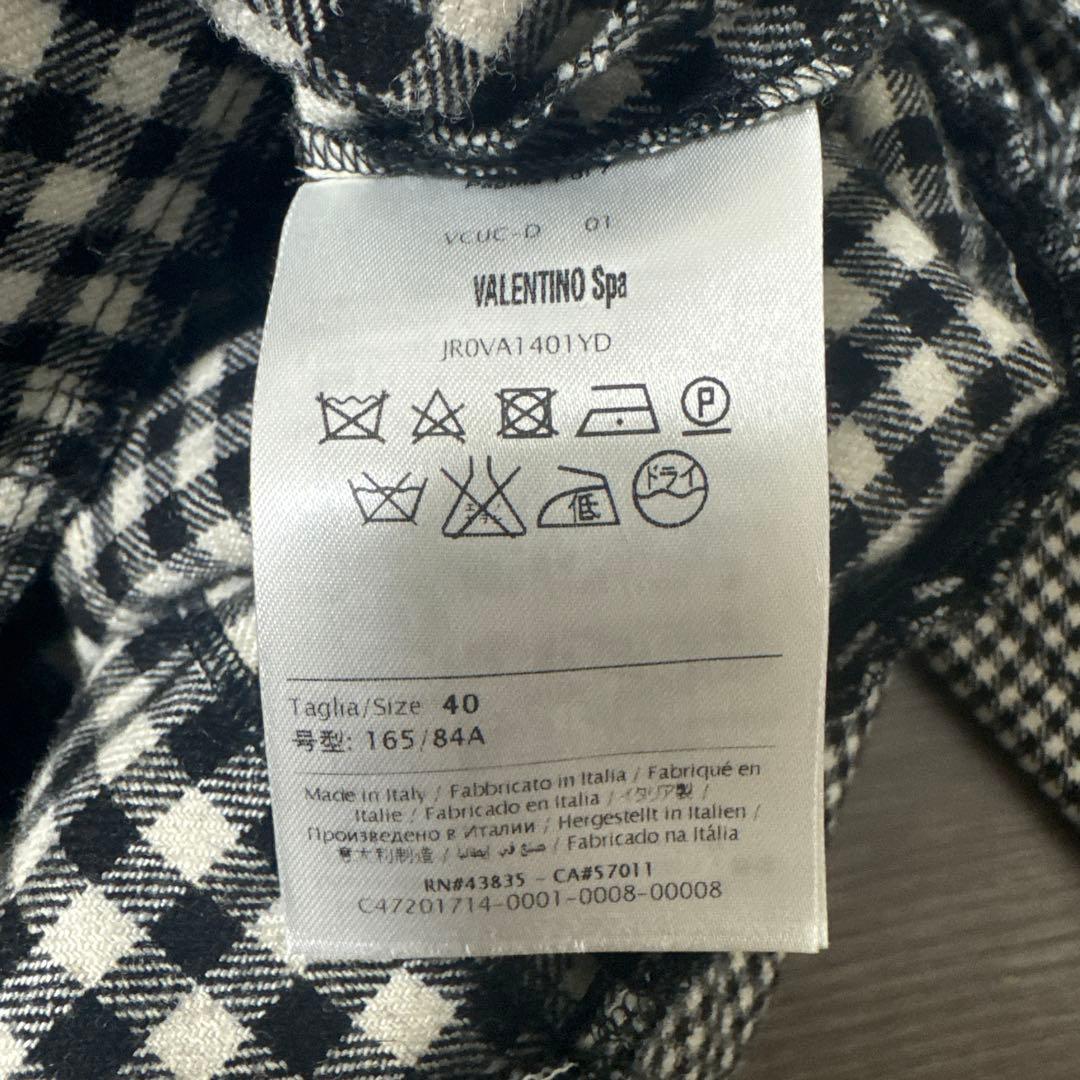 VCUC-D 01
VALENTINO Spa
JR0VA1401YD
P
低 ドライ
Taglia/Size 40
号型: 165/84A
Made in Italy / Fabbricato in Italia / Fabriqué en
Italie / Fabricado en Italia / イタリア製 /
Произведено в Италии / Hergestellt in Italien /
意大利制造 / صنع في إيطاليا / Fabricado na Itália
RN#43835 - CA#57011
C47201714-0001-0008-00008